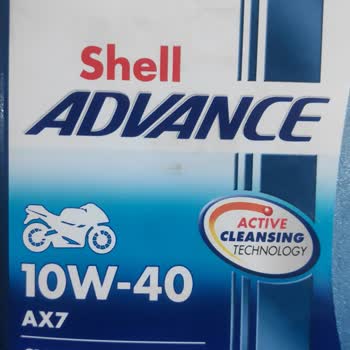 Shell
ADVANCE
ACTIVE
CLEANSING
TECHNOLOGY
10W-40
AX7